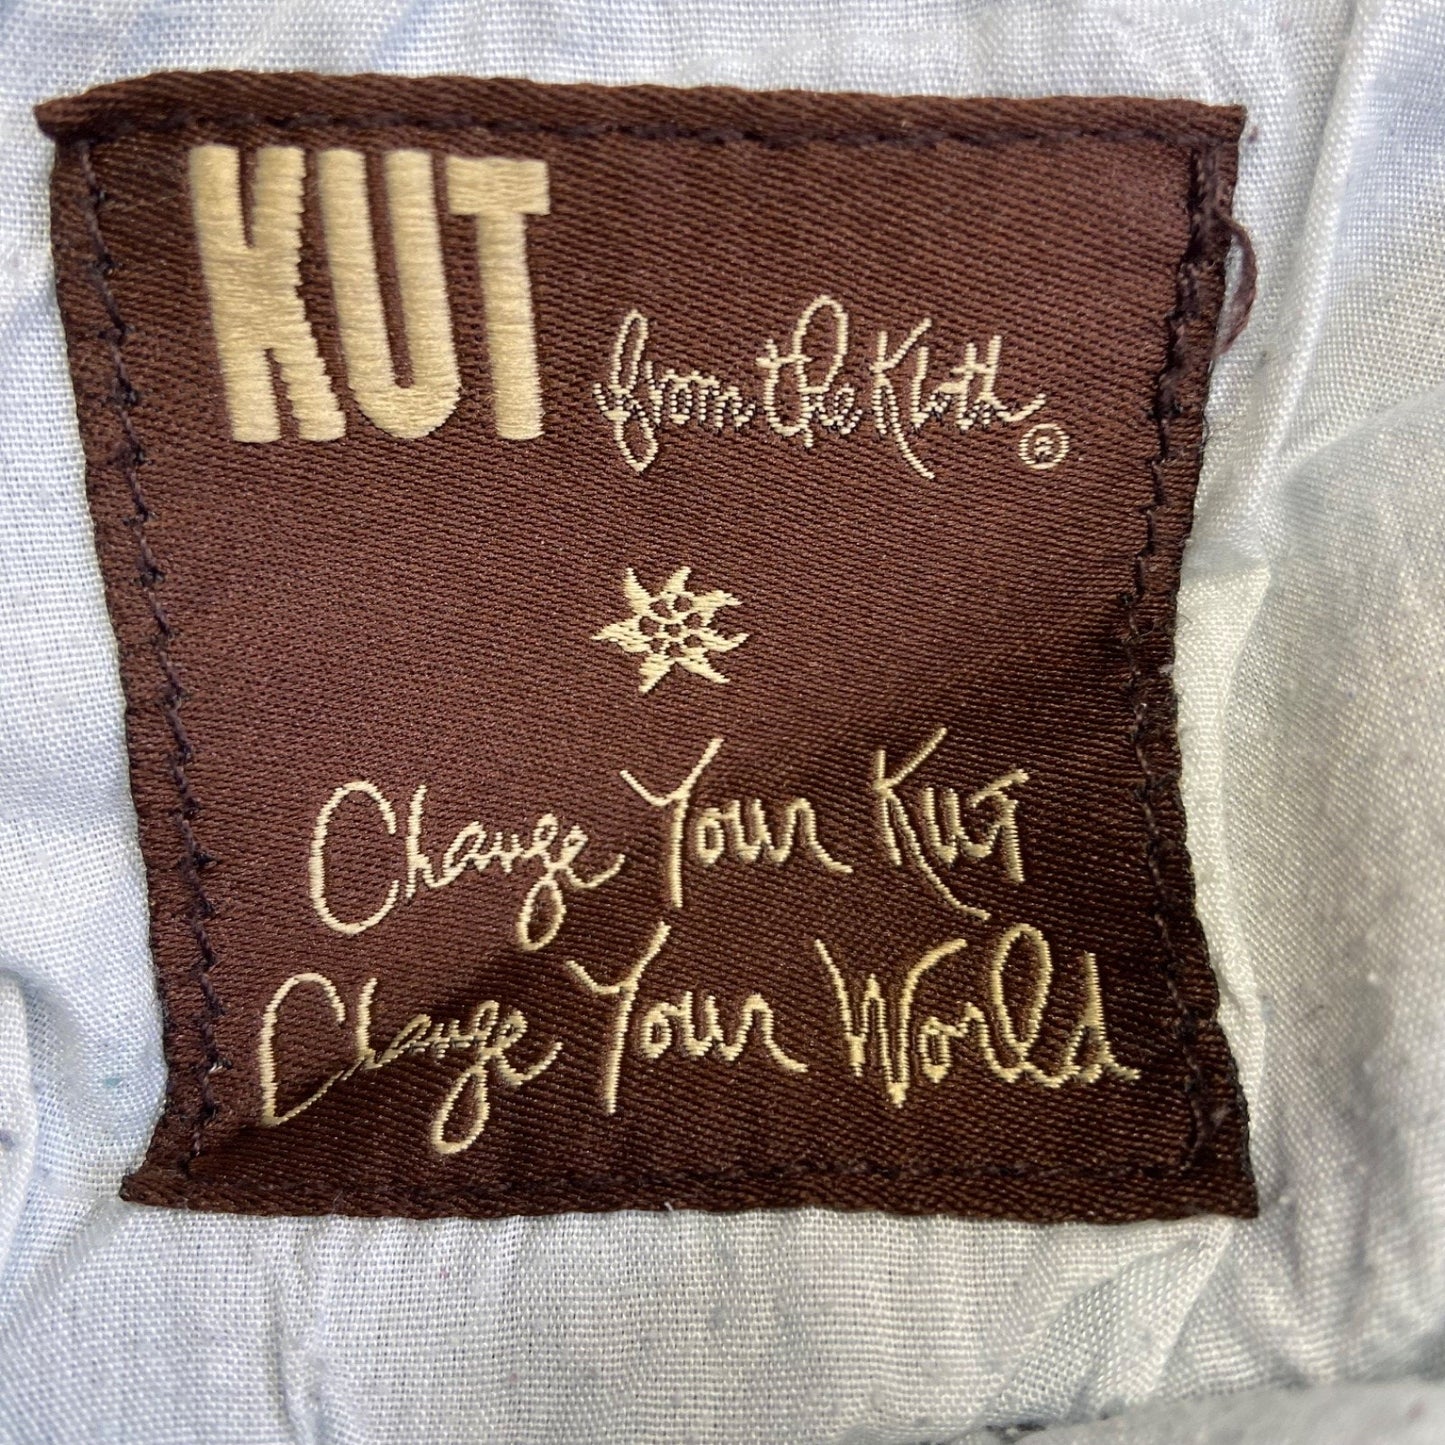 KUT from the Kloth ®
Change Your Kut
Change Your World